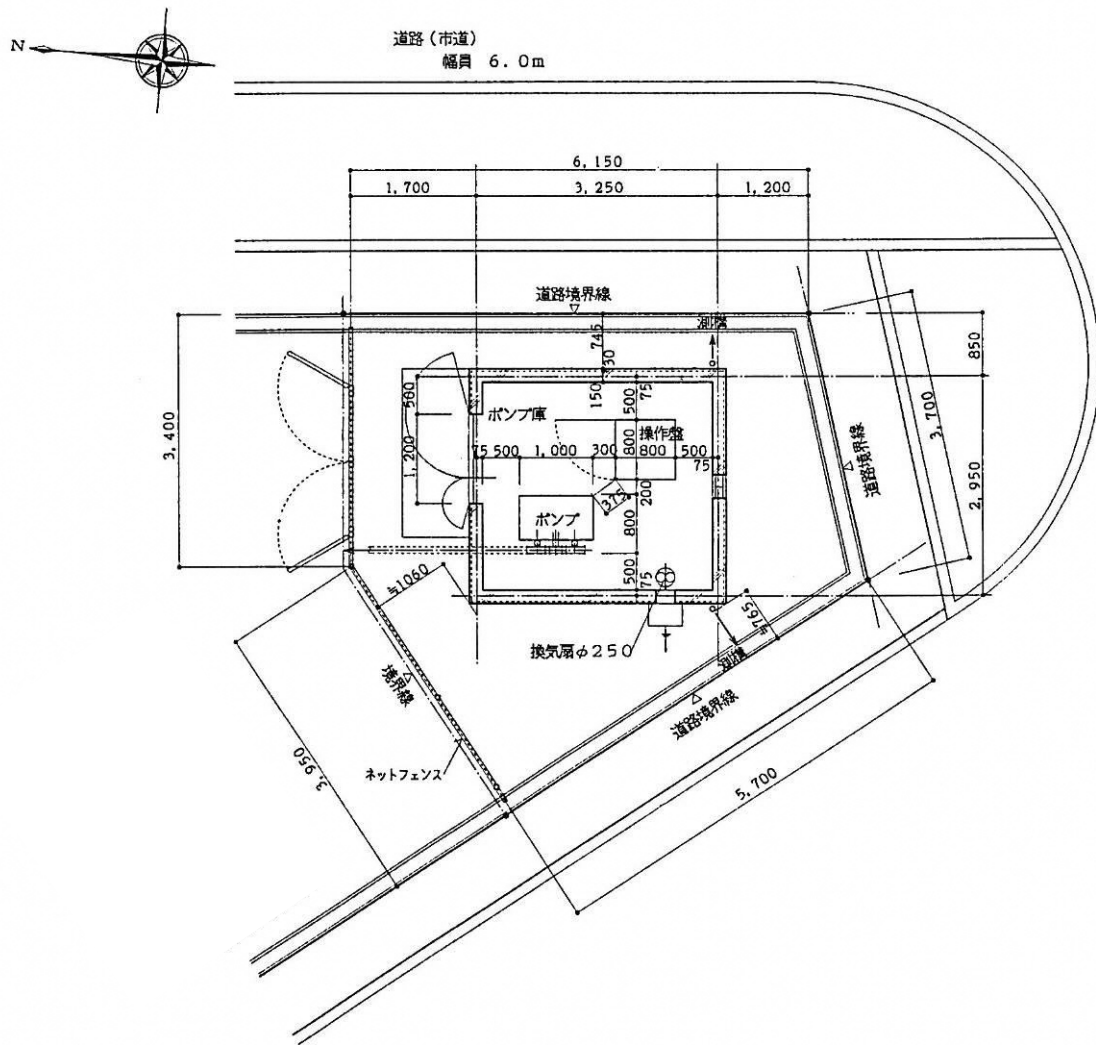 N
道路(市道)
幅員 6.0m
6,150
1,700
3,250
1,200
道路境界線
745
730
側溝
850
3,400
150
500
75
500
ポンプ庫
操作盤
3,700
道路境界線
1,200
75 500
1,000
300
800
800
500
75
2,950
200
375
ポンプ
800
≒1060
500
75
≒765
換気扇φ250
側溝
境界線
道路境界線
3,950
ネットフェンス
5,700